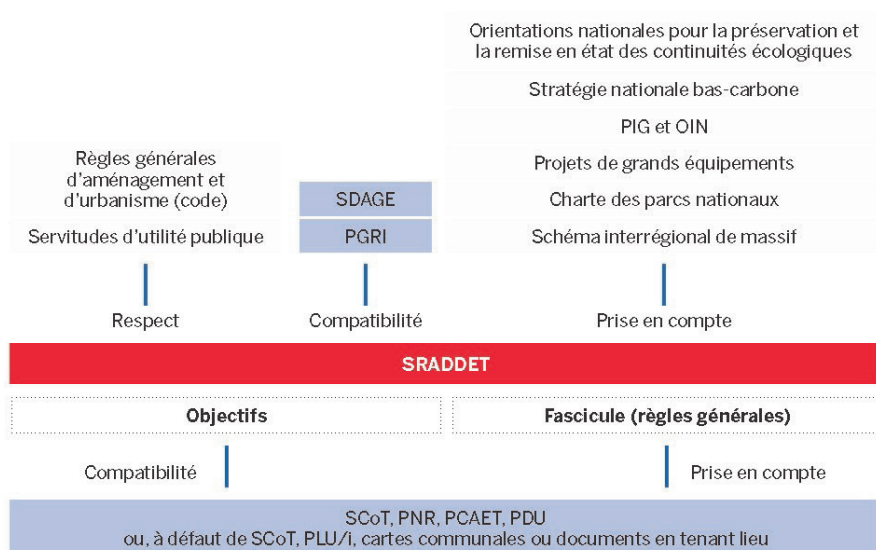 Orientations nationales pour la préservation et
la remise en état des continuités écologiques
Stratégie nationale bas-carbone
PIG et OIN
Règles générales
d'aménagement et
d'urbanisme (code)
Projets de grands équipements
SDAGE
Charte des parcs nationaux
Servitudes d'utilité publique
PGRI
Schéma interrégional de massif
Respect
Compatibilité
Prise en compte
SRADDET
Objectifs
Fascicule (règles générales)
Compatibilité
Prise en compte
SCoT, PNR, PCAET, PDU
ou, à défaut de SCoT, PLU/i, cartes communales ou documents en tenant lieu